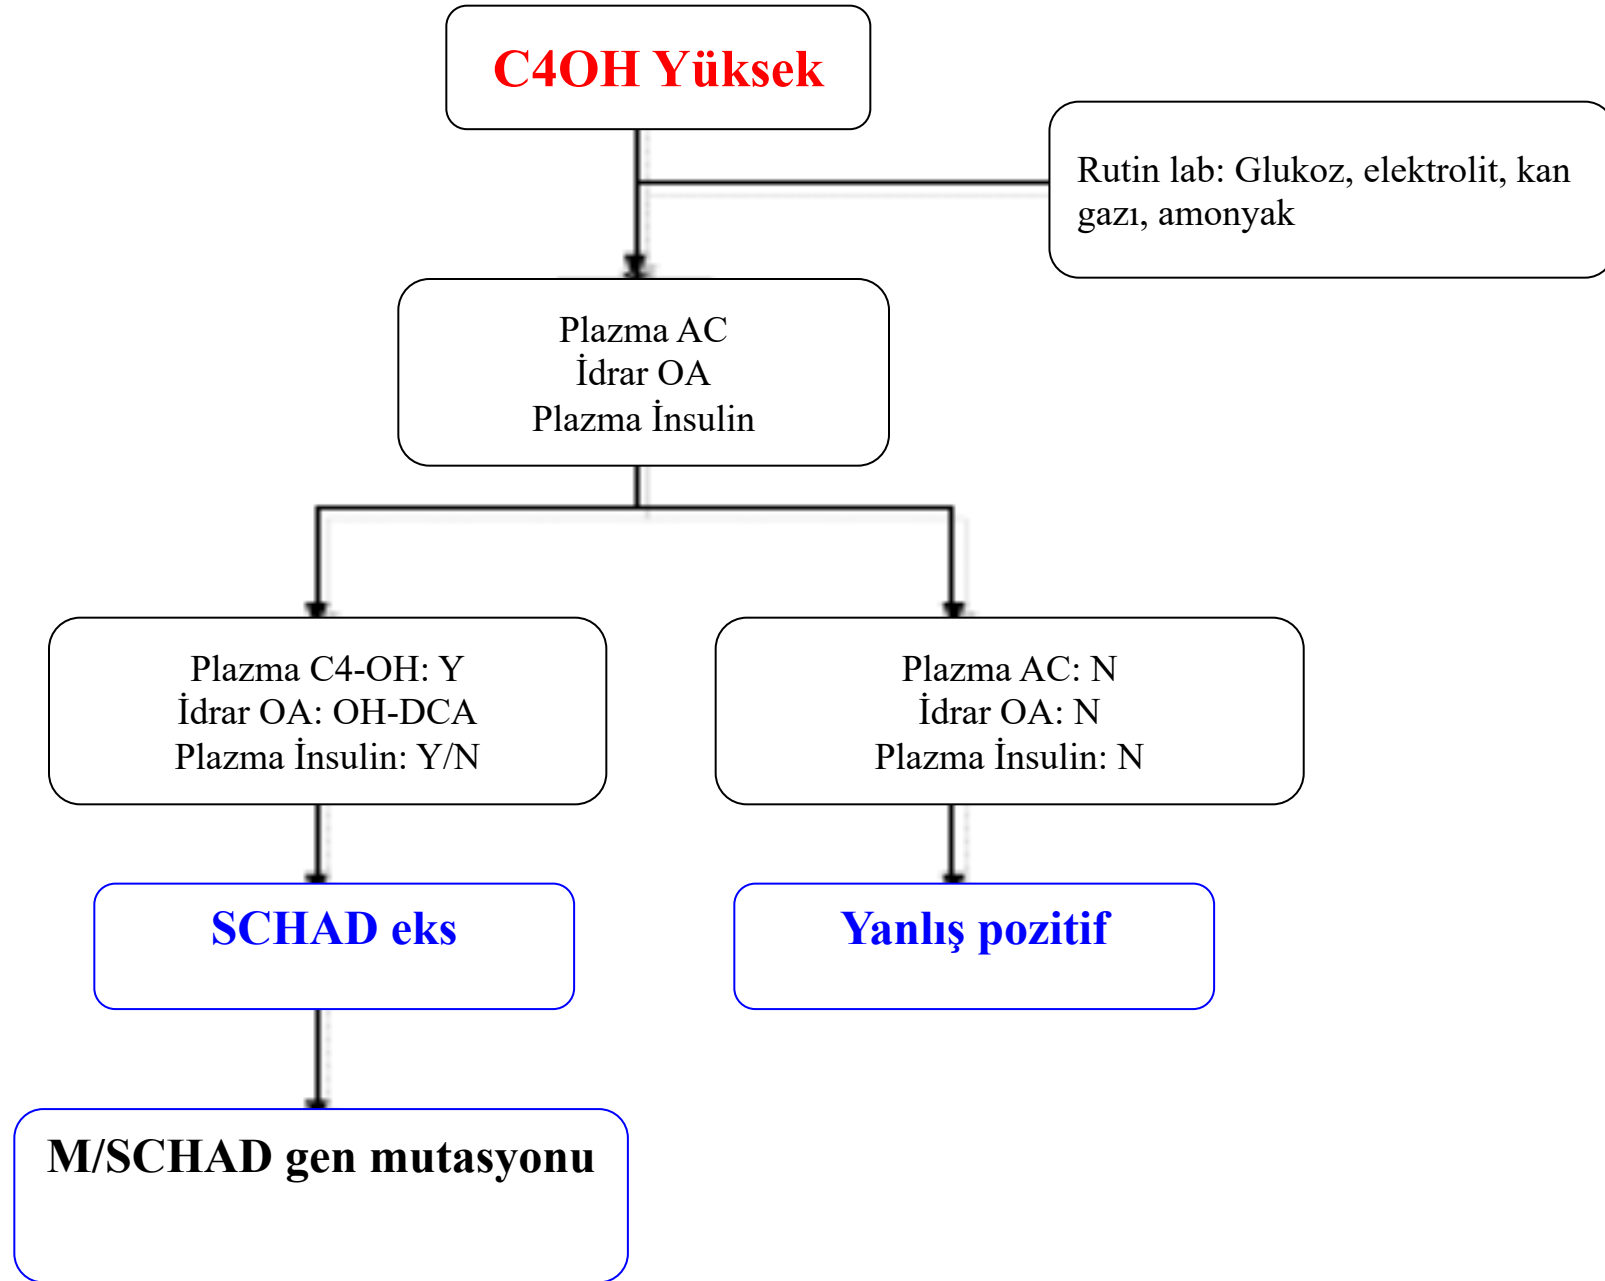 C4OH Yüksek
Rutin lab: Glukoz, elektrolit, kan
gazı, amonyak
Plazma AC
İdrar OA
Plazma İnsulin
Plazma C4-OH: Y
İdrar OA: OH-DCA
Plazma İnsulin: Y/N
Plazma AC: N
İdrar OA: N
Plazma İnsulin: N
SCHAD eks
Yanlış pozitif
M/SCHAD gen mutasyonu